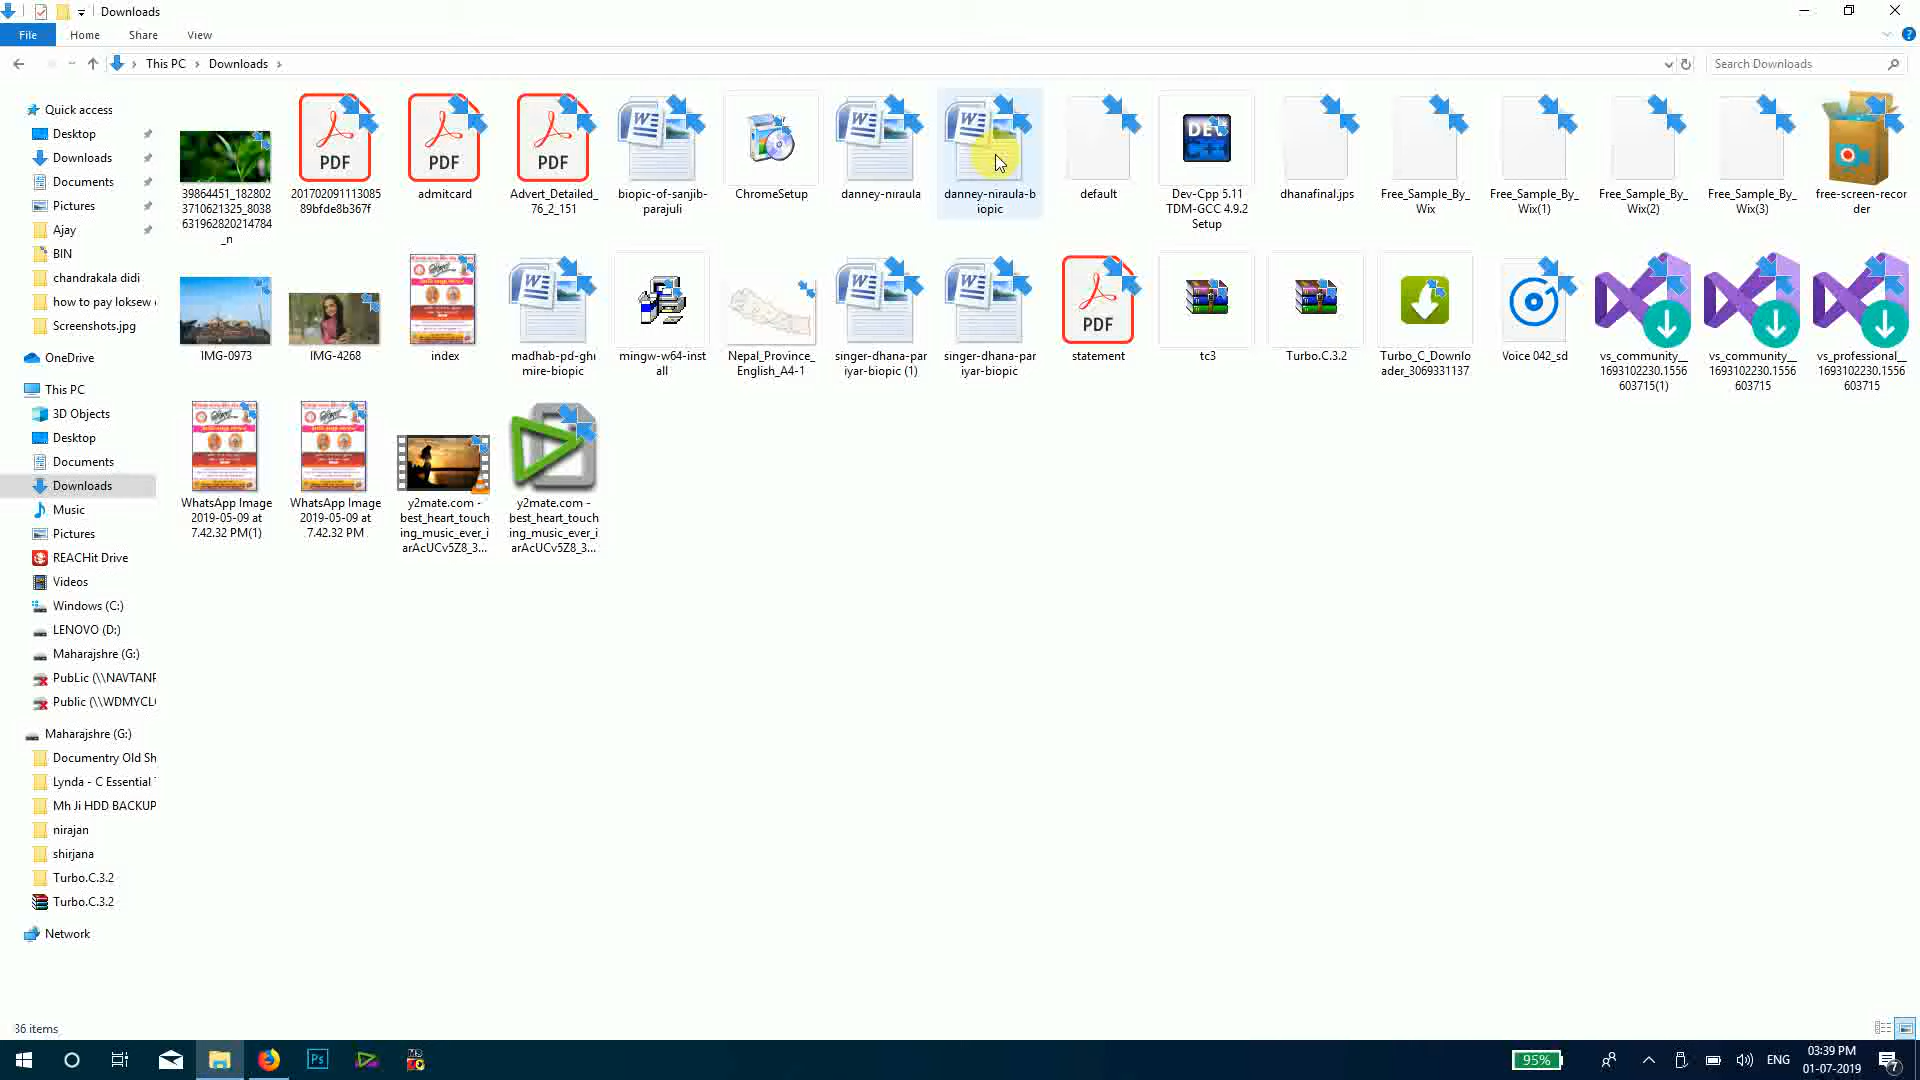 Downloads
File
Home
Share
View
This PC
Downloads
Search Downloads
Quick access
Desktop
Downloads
Documents
Pictures
Ajay
BIN
chandrakala didi
how to pay loksew
Screenshots.jpg
OneDrive
This PC
3D Objects
Desktop
Documents
Downloads
Music
Pictures
REACHit Drive
Videos
Windows (C:)
LENOVO (D:)
Maharajshre (G:)
PubLic (\\NAVTANF
Public (\\WDMYCL
Maharajshre (G:)
Documentry Old Sh
Lynda - C Essential
Mh Ji HDD BACKUP
nirajan
shirjana
Turbo.C.3.2
Turbo.C.3.2
Network
39864451_182802
3710621325_8038
631962820214784
_n
PDF
201702091113085
89bfde8b367f
PDF
admitcard
PDF
Advert_Detailed_
76_2_151
biopic-of-sanjib-
parajuli
ChromeSetup
danney-niraula
danney-niraula-b
iopic
default
DEV
C++
Dev-Cpp 5.11
TDM-GCC 4.9.2
Setup
dhanafinal.jps
Free_Sample_By_
Wix
Free_Sample_By_
Wix(1)
Free_Sample_By_
Wix(2)
Free_Sample_By_
Wix(3)
free-screen-recor
der
IMG-0973
IMG-4268
index
madhab-pd-ghi
mire-biopic
mingw-w64-inst
all
Nepal_Province_
English_A4-1
singer-dhana-par
iyar-biopic (1)
singer-dhana-par
iyar-biopic
PDF
statement
tc3
Turbo.C.3.2
Turbo_C_Downlo
ader_3069331137
Voice 042_sd
vs_community__
1693102230.1556
603715(1)
vs_community__
1693102230.1556
603715
vs_professional__
1693102230.1556
603715
WhatsApp Image
2019-05-09 at
7.42.32 PM(1)
WhatsApp Image
2019-05-09 at
7.42.32 PM
y2mate.com -
best_heart_touch
ing_music_ever_i
arAcUCv5Z8_3...
y2mate.com -
best_heart_touch
ing_music_ever_i
arAcUCv5Z8_3...
36 items
Ps
95%
ENG
03:39 PM
01-07-2019
7